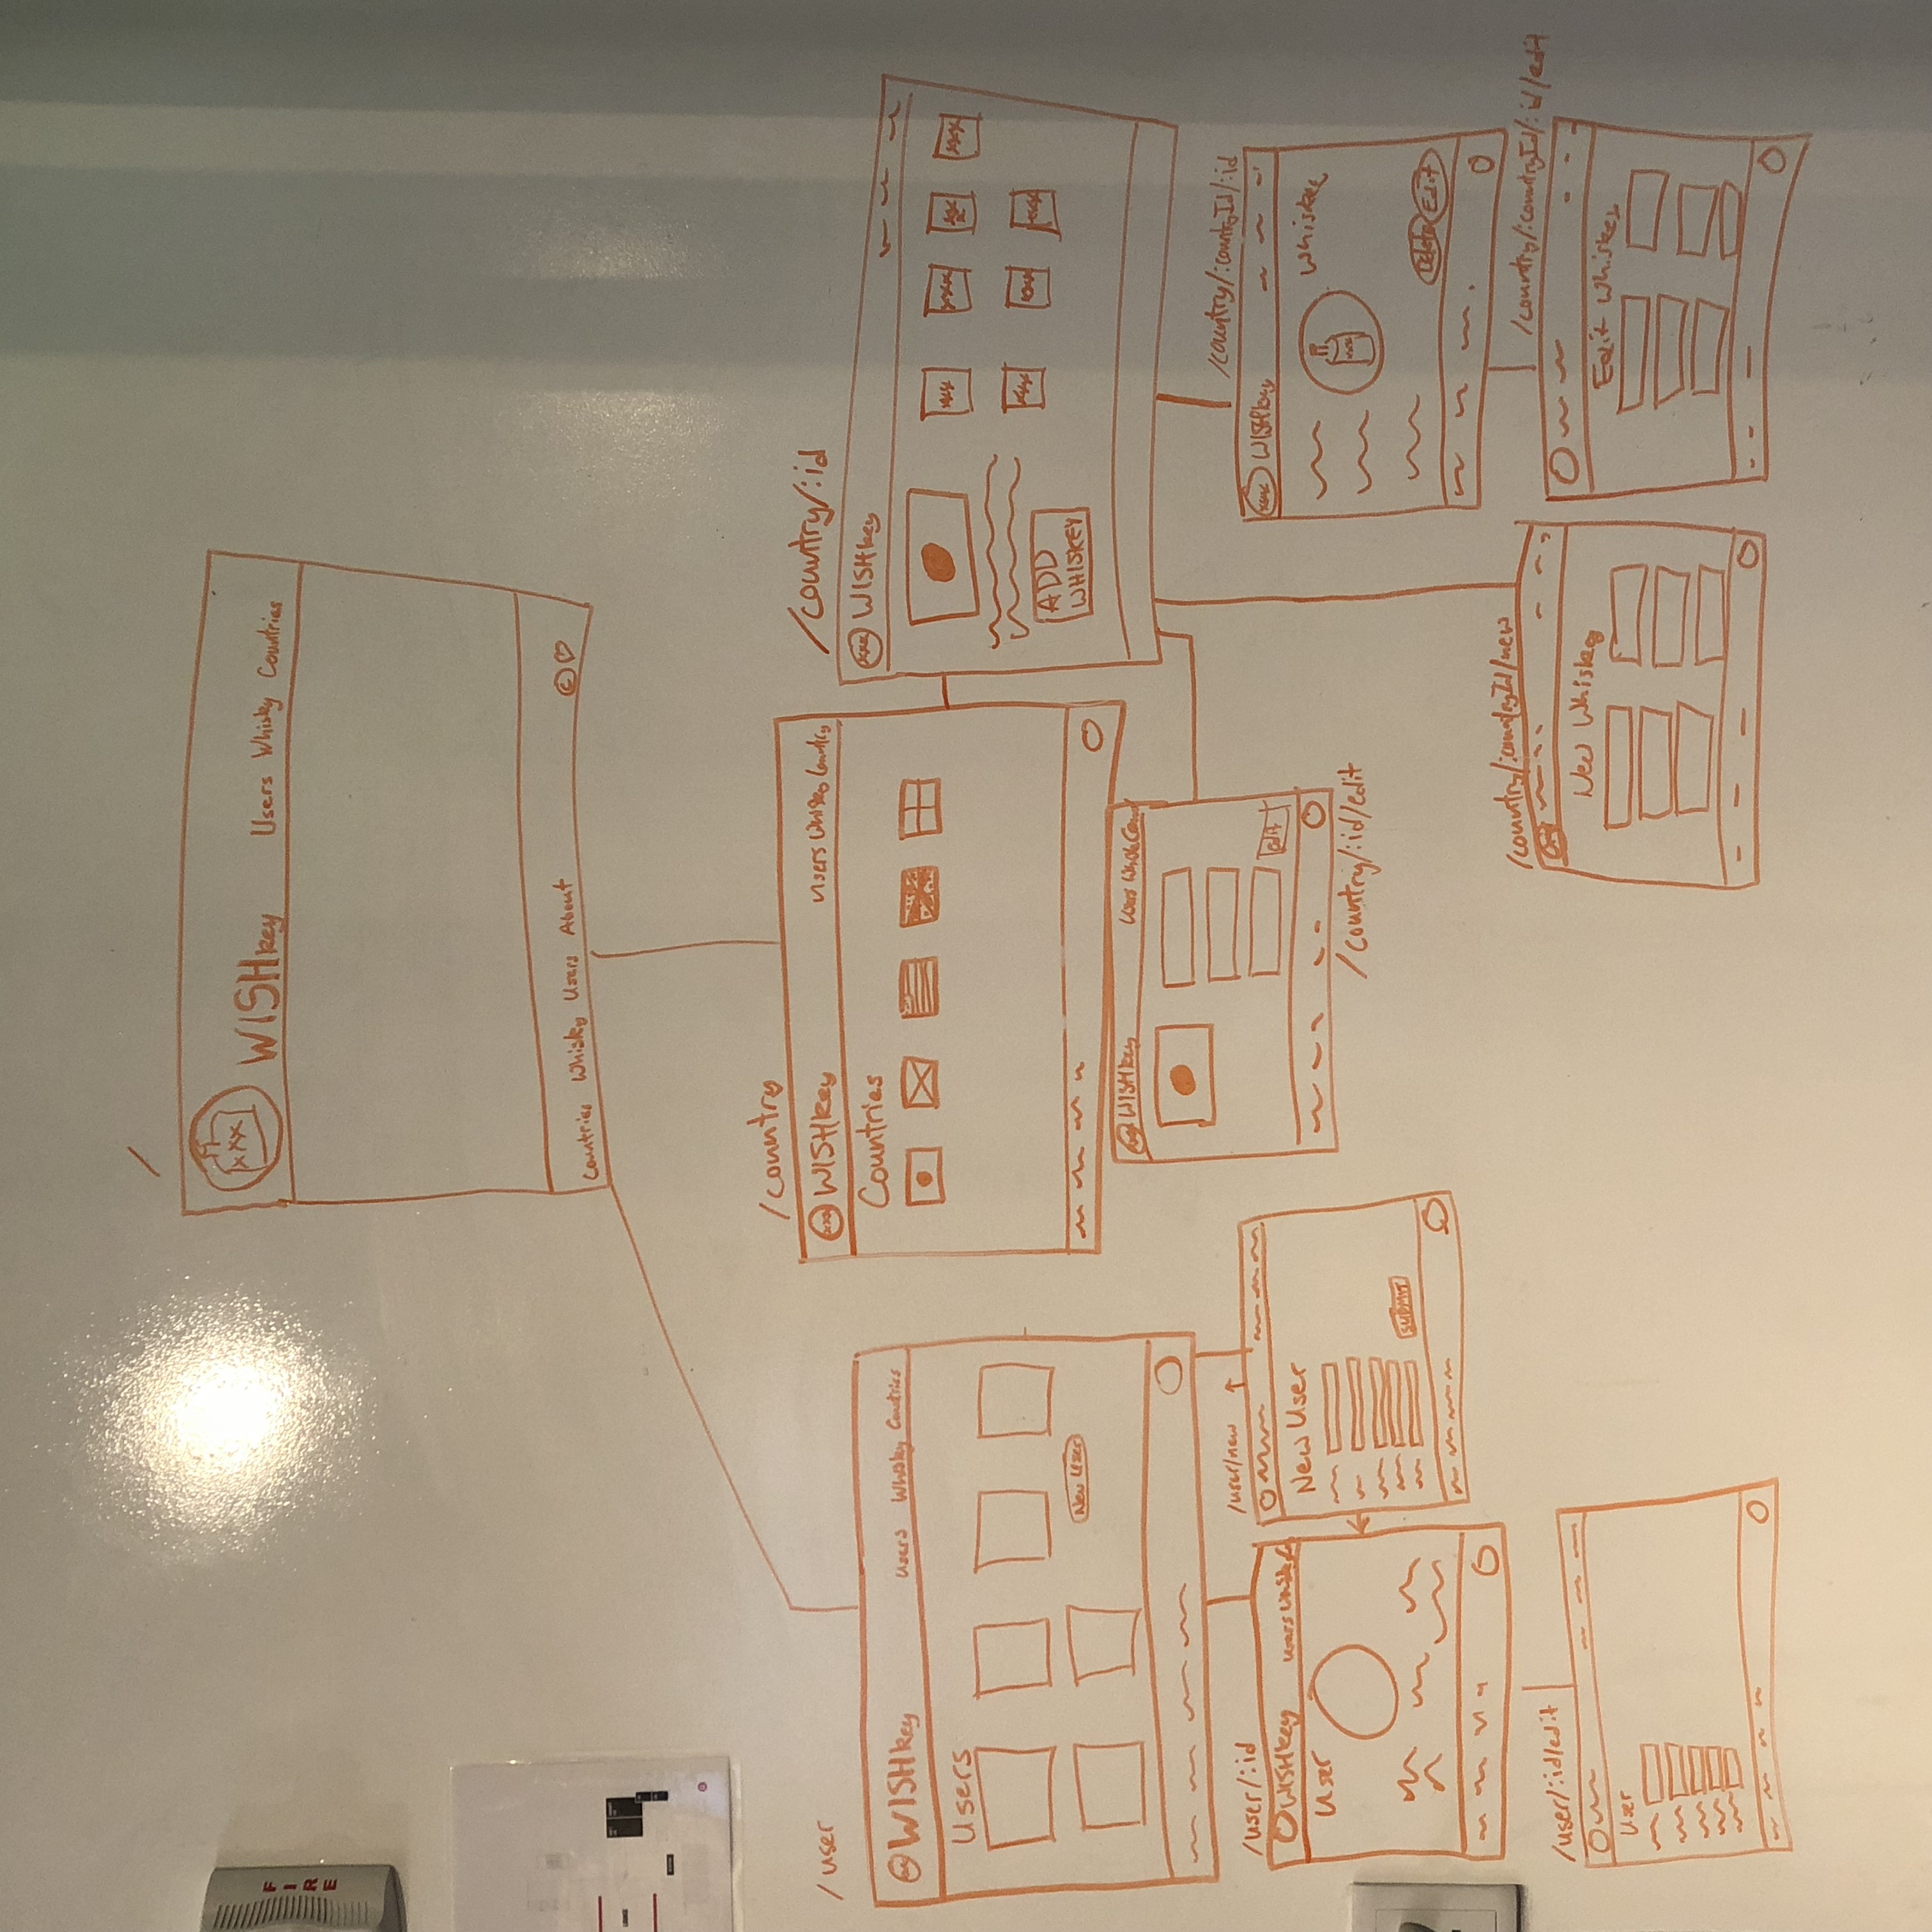 /
FIRE
XXX
WISHkey
Users Whisky Countries
Countries Whisky Users About
©
/user
WISHkey
Users Whisky Countries
Users
New User
/country
WISHkey
Users Whisky Country
Countries
/country/:id
xxx WISHkey
ADD
WHISKEY
WISHkey
Users
edit
/country/:id/edit
/user/:id
WISHkey
Users
User
/user/new
New User
SUBMIT
/user/:id/edit
User
/country/:countryId/:id
xxx WISHkey
Whiskey
Delete Edit
/country/:countryId/new
New Whiskey
/country/:countryId/:id/edit
Edit Whiskey